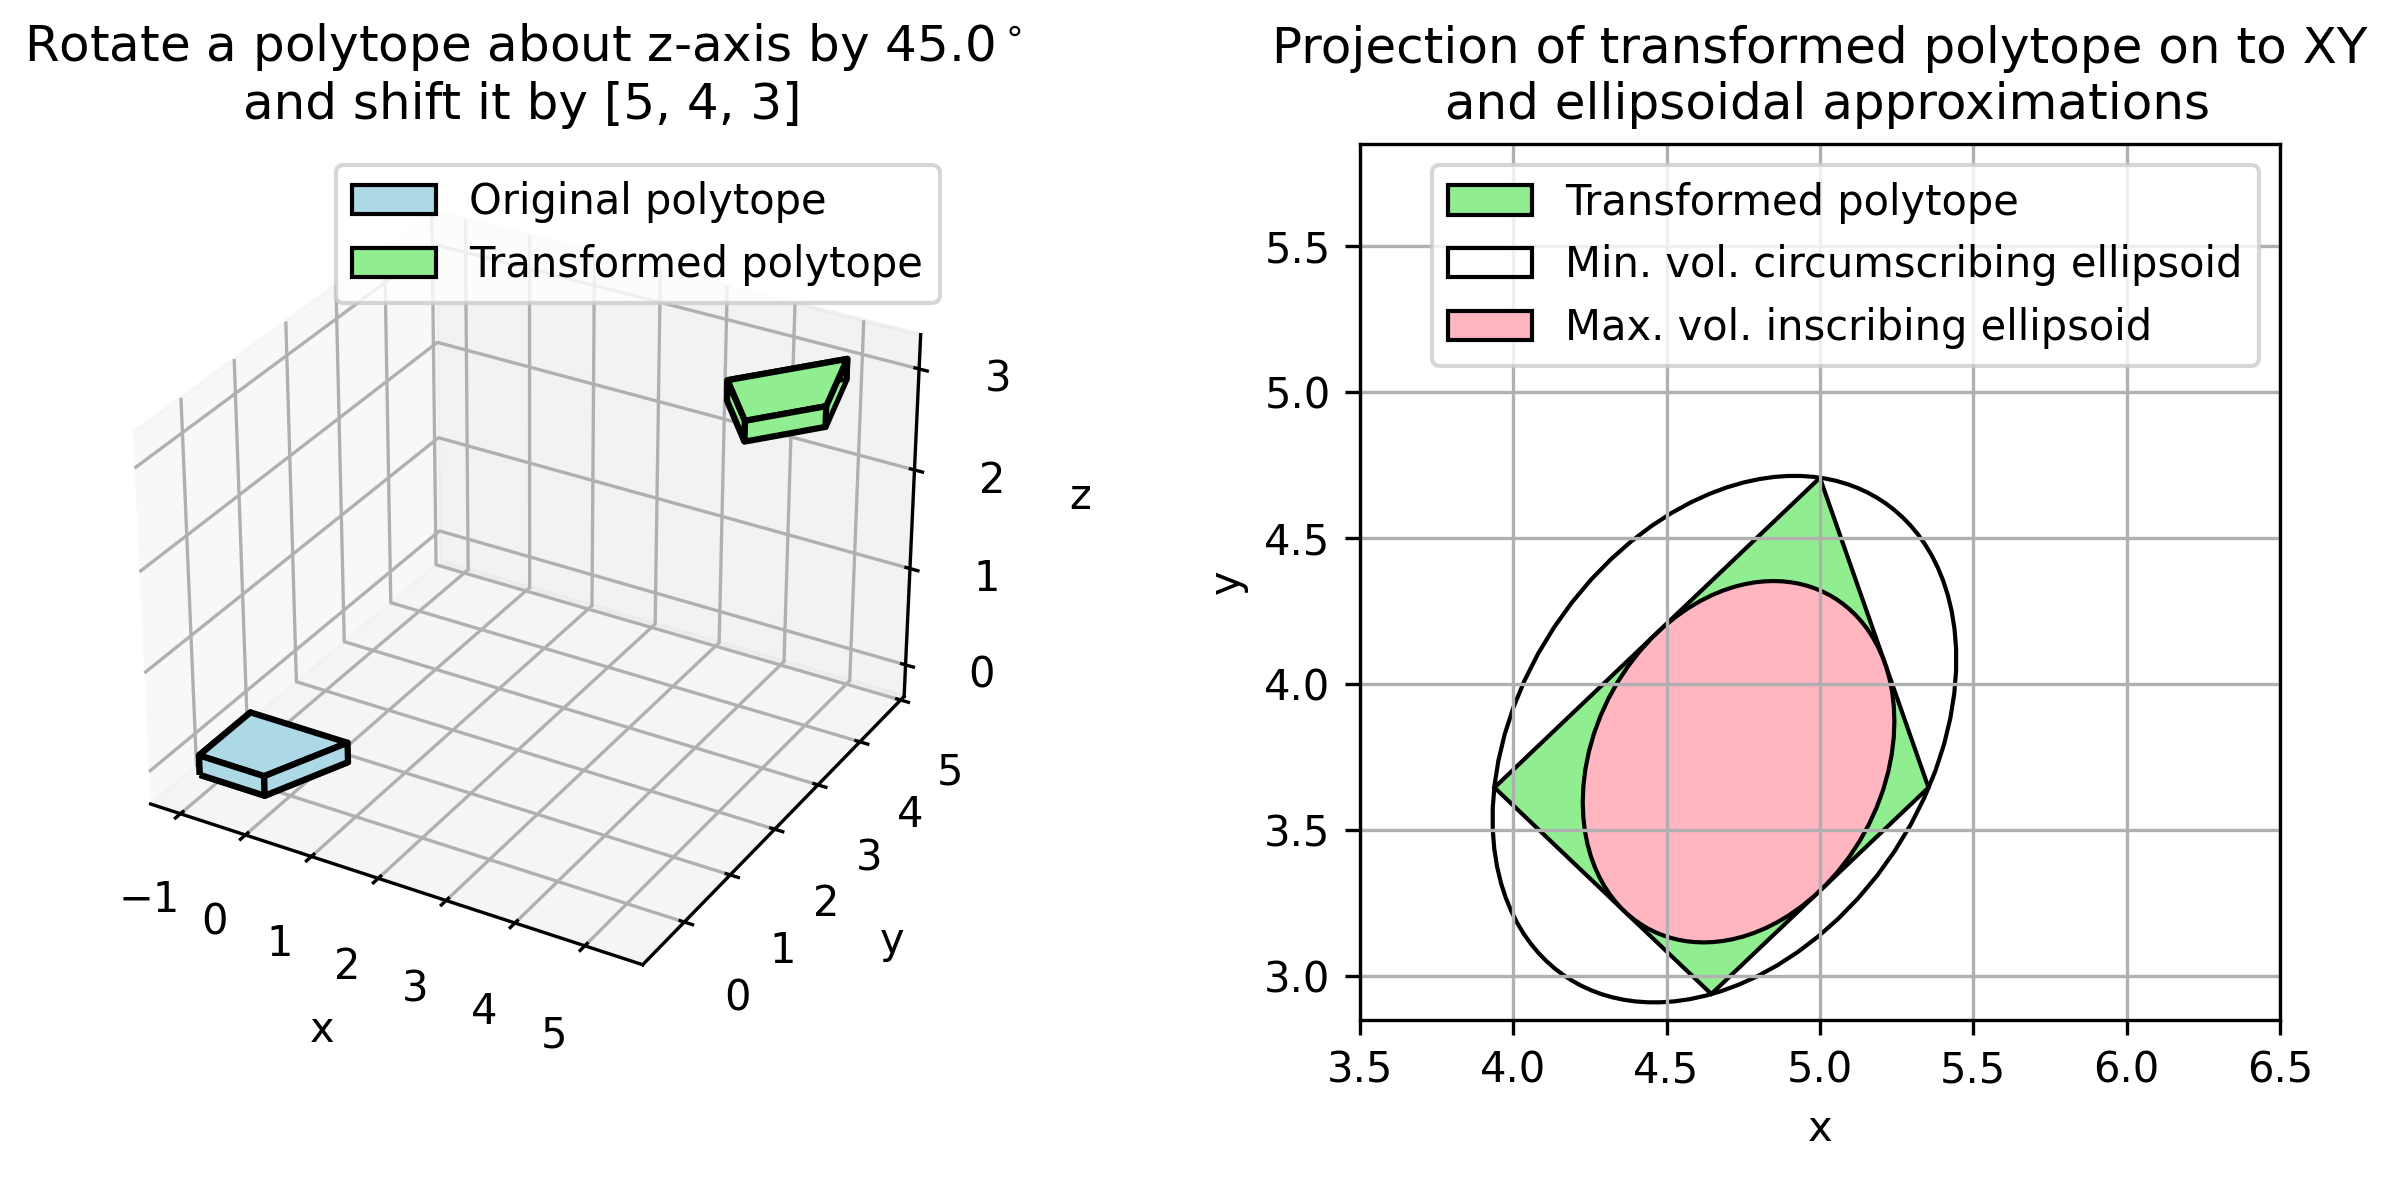 Rotate a polytope about z-axis by 45.0°
and shift it by [5, 4, 3]
Original polytope
Transformed polytope
3
2
1
0
z
5
4
3
2
1
0
y
−1
0
1
2
3
4
5
x
Projection of transformed polytope on to XY
and ellipsoidal approximations
Transformed polytope
Min. vol. circumscribing ellipsoid
Max. vol. inscribing ellipsoid
5.5
5.0
4.5
4.0
3.5
3.0
y
3.5 4.0 4.5 5.0 5.5 6.0 6.5
x